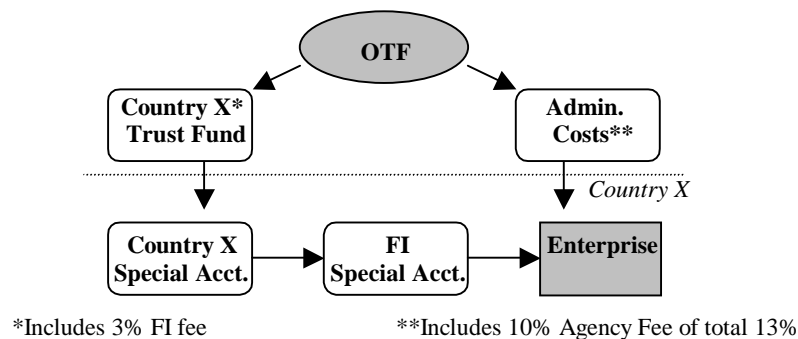 OTF
Country X*
Trust Fund
Admin.
Costs**
Country X
Country X
Special Acct.
FI
Special Acct.
Enterprise
*Includes 3% FI fee
**Includes 10% Agency Fee of total 13%